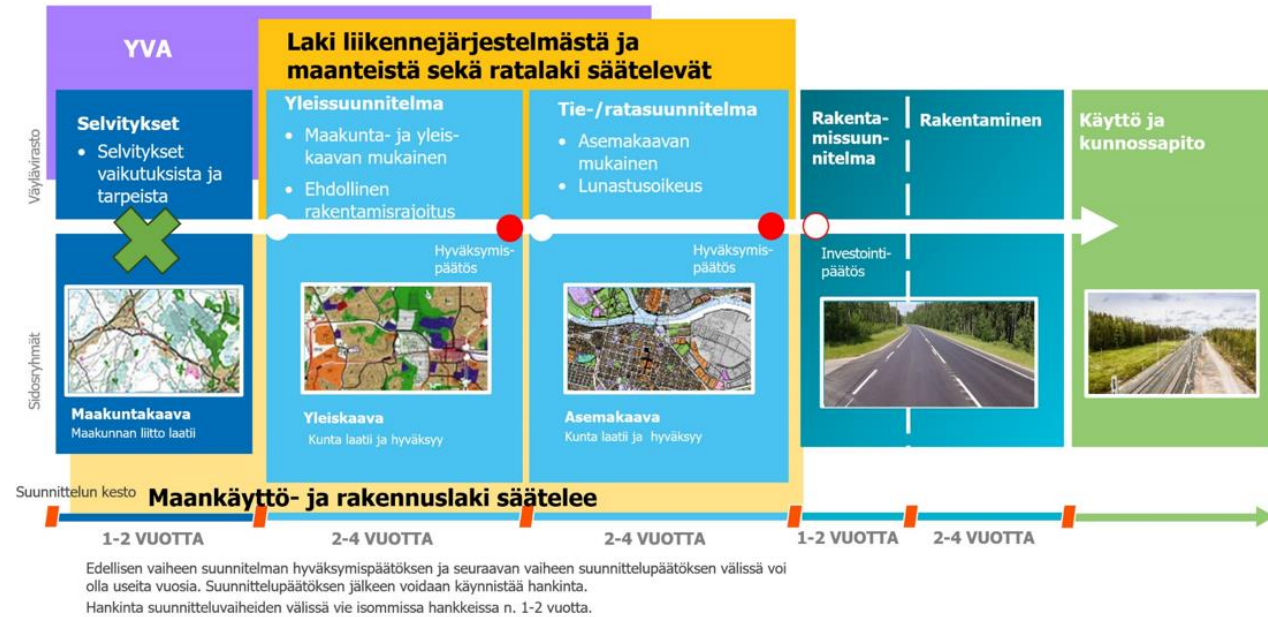 YVA
Laki liikennejärjestelmästä ja
maanteistä sekä ratalaki säätelevät
Väylävirasto
Selvitykset
• Selvitykset
vaikutuksista ja
tarpeista
Yleissuunnitelma
• Maakunta- ja yleis-
kaavan mukainen
• Ehdollinen
rakentamisrajoitus
Tie-/ratasuunnitelma
• Asemakaavan
mukainen
• Lunastusoikeus
Rakenta-
missuun-
nitelma
Rakentaminen
Käyttö ja
kunnossapito
Hyväksymis-
päätös
Hyväksymis-
päätös
Investointi-
päätös
Sidosryhmät
Maakuntakaava
Maakunnan liitto laatii
Yleiskaava
Kunta laatii ja hyväksyy
Asemakaava
Kunta laatii ja hyväksyy
Suunnittelun kesto
Maankäyttö- ja rakennuslaki säätelee
1-2 VUOTTA
2-4 VUOTTA
2-4 VUOTTA
1-2 VUOTTA
2-4 VUOTTA
Edellisen vaiheen suunnitelman hyväksymispäätöksen ja seuraavan vaiheen suunnittelupäätöksen välissä voi
olla useita vuosia. Suunnittelupäätöksen jälkeen voidaan käynnistää hankinta.
Hankinta suunnitteluvaiheiden välissä vie isommissa hankkeissa n. 1-2 vuotta.